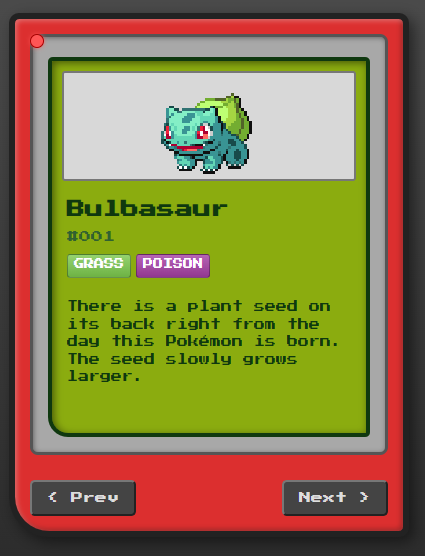 Bulbasaur
#001
GRASS POISON
There is a plant seed on
its back right from the
day this Pokémon is born.
The seed slowly grows
larger.
< Prev Next >